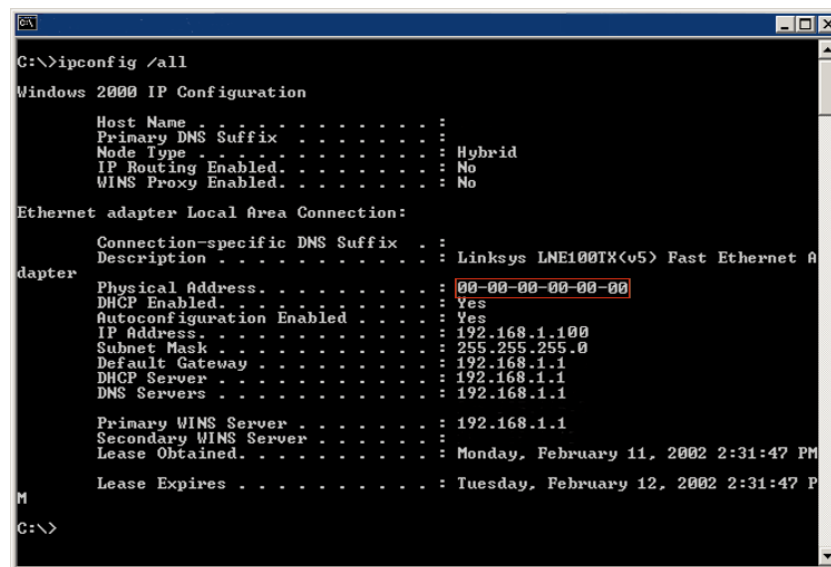 C:\>ipconfig /all
Windows 2000 IP Configuration
Host Name . . . . . . . . . . . . :
Primary DNS Suffix . . . . . . . :
Node Type . . . . . . . . . . . . : Hybrid
IP Routing Enabled. . . . . . . . : No
WINS Proxy Enabled. . . . . . . . : No
Ethernet adapter Local Area Connection:
Connection-specific DNS Suffix . :
Description . . . . . . . . . . . : Linksys LNE100TX(v5) Fast Ethernet A
dapter
Physical Address. . . . . . . . . : 00-00-00-00-00-00
DHCP Enabled. . . . . . . . . . . : Yes
Autoconfiguration Enabled . . . . : Yes
IP Address. . . . . . . . . . . . : 192.168.1.100
Subnet Mask . . . . . . . . . . . : 255.255.255.0
Default Gateway . . . . . . . . . : 192.168.1.1
DHCP Server . . . . . . . . . . . : 192.168.1.1
DNS Servers . . . . . . . . . . . : 192.168.1.1
Primary WINS Server . . . . . . . : 192.168.1.1
Secondary WINS Server . . . . . . :
Lease Obtained. . . . . . . . . . : Monday, February 11, 2002 2:31:47 PM
Lease Expires . . . . . . . . . . : Tuesday, February 12, 2002 2:31:47 P
M
C:\>